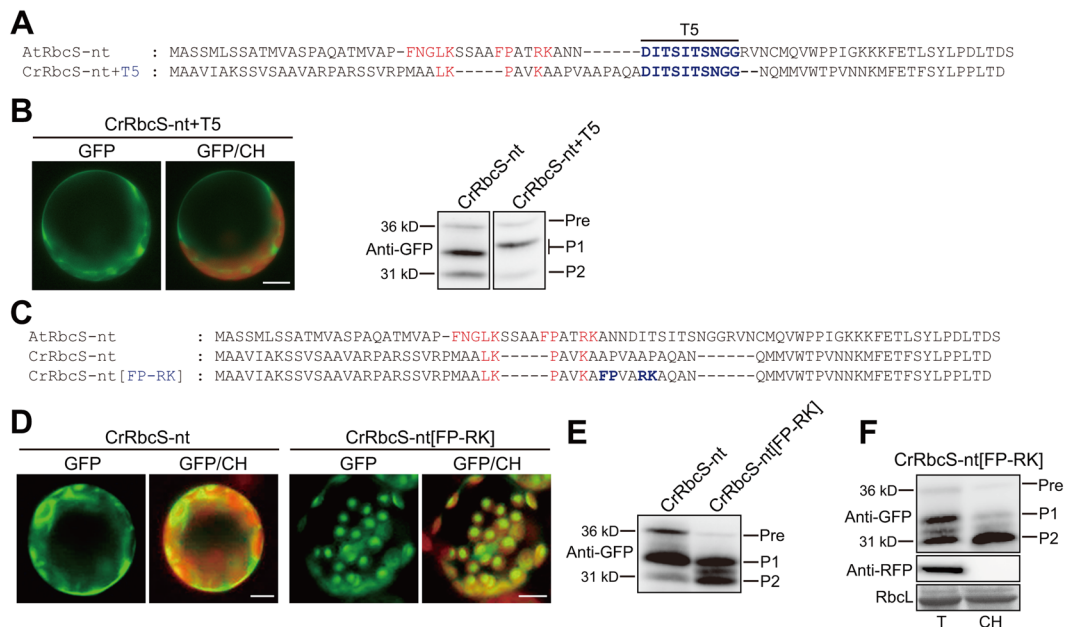 A
T5
AtRbcS-nt : MASSMLSSATMVASPAQATMVAP-FNGLKSSAAFPATRKANN------DITSITSNGGRVNCMQVWPPIGKKKFETLSYLPDLTDS
CrRbcS-nt+T5 : MAAVIAKSSVSAAVARPARSSVRPMAALK-----PAVKAAPVAAPAQADITSITSNGG--NQMMVWTPVNNKMFETFSYLPPLTD
B
CrRbcS-nt+T5
GFP GFP/CH
CrRbcS-nt CrRbcS-nt+T5
36 kD Pre
Anti-GFP P1
31 kD P2
C
AtRbcS-nt : MASSMLSSATMVASPAQATMVAP-FNGLKSSAAFPATRKANNDITSITSNGGRVNCMQVWPPIGKKKFETLSYLPDLTDS
CrRbcS-nt : MAAVIAKSSVSAAVARPARSSVRPMAALK-----PAVKAAPVAAPAQAN------QMMVWTPVNNKMFETFSYLPPLTD
CrRbcS-nt[FP-RK] : MAAVIAKSSVSAAVARPARSSVRPMAALK-----PAVKAFPVARKAQAN------QMMVWTPVNNKMFETFSYLPPLTD
D
CrRbcS-nt CrRbcS-nt[FP-RK]
GFP GFP/CH GFP GFP/CH
E
CrRbcS-nt CrRbcS-nt[FP-RK]
36 kD Pre
Anti-GFP P1
31 kD P2
F
CrRbcS-nt[FP-RK]
36 kD Pre
Anti-GFP P1
31 kD P2
Anti-RFP
RbcL
T CH